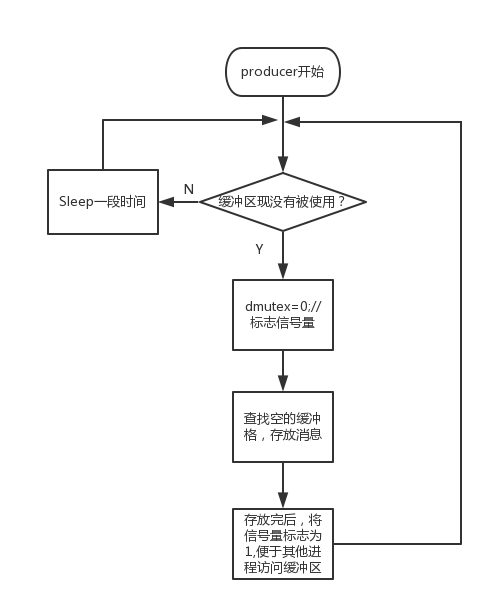 producer开始
缓冲区现没有被使用？
N
Sleep一段时间
Y
dmutex=0;//
标志信号量
查找空的缓冲
格，存放消息
存放完后，将
信号量标志为
1,便于其他进
程访问缓冲区